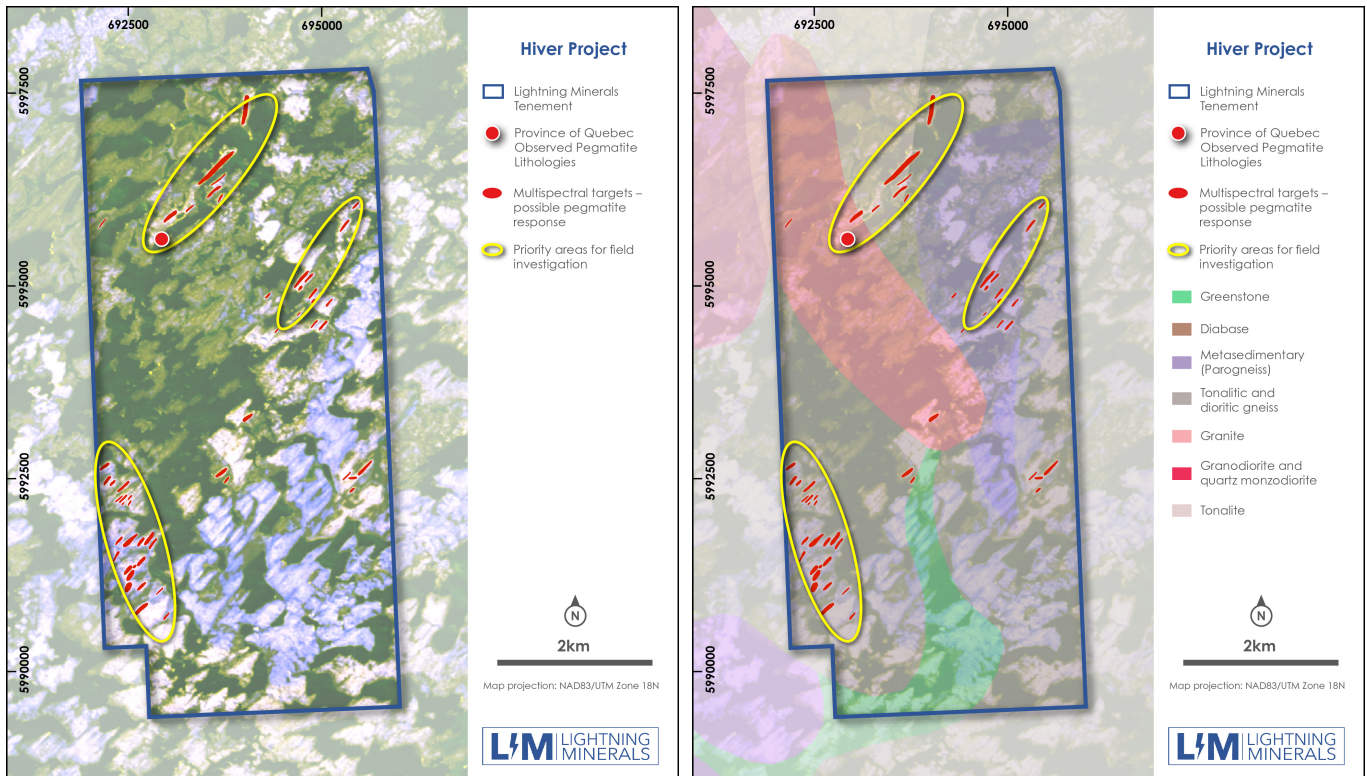 692500
695000
5997500
5995000
5992500
5990000
Hiver Project
Lightning Minerals
Tenement
Province of Quebec
Observed Pegmatite
Lithologies
Multispectral targets –
possible pegmatite
response
Priority areas for field
investigation
N
2km
Map projection: NAD83/UTM Zone 18N
LM
LIGHTNING
MINERALS
692500
695000
5997500
5995000
5992500
5990000
Hiver Project
Lightning Minerals
Tenement
Province of Quebec
Observed Pegmatite
Lithologies
Multispectral targets –
possible pegmatite
response
Priority areas for field
investigation
Greenstone
Diabase
Metasedimentary
(Parogneiss)
Tonalitic and
dioritic gneiss
Granite
Granodiorite and
quartz monzodiorite
Tonalite
N
2km
Map projection: NAD83/UTM Zone 18N
LM
LIGHTNING
MINERALS